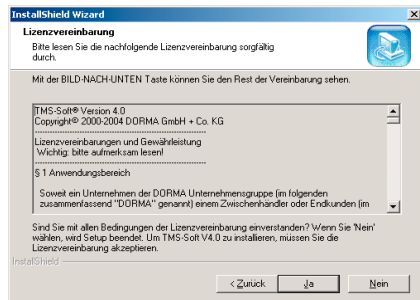 InstallShield Wizard
Lizenzvereinbarung
Bitte lesen Sie die nachfolgende Lizenzvereinbarung sorgfältig
durch.
Mit der BILD-NACH-UNTEN Taste können Sie den Rest der Vereinbarung sehen.
TMS-Soft® Version 4.0
Copyright© 2000-2004 DORMA GmbH + Co. KG
------------------------------------------------
Lizenzvereinbarungen und Gewährleistung
Wichtig: bitte aufmerksam lesen!
------------------------------------------------
§ 1 Anwendungsbereich
Soweit ein Unternehmen der DORMA Unternehmensgruppe (im folgenden
zusammenfassend "DORMA" genannt) einem Zwischenhändler oder Endkunden (im
Sind Sie mit allen Bedingungen der Lizenzvereinbarung einverstanden? Wenn Sie 'Nein'
wählen, wird Setup beendet. Um TMS-Soft V4.0 zu installieren, müssen Sie die
Lizenzvereinbarung akzeptieren.
InstallShield
< Zurück
Ja
Nein